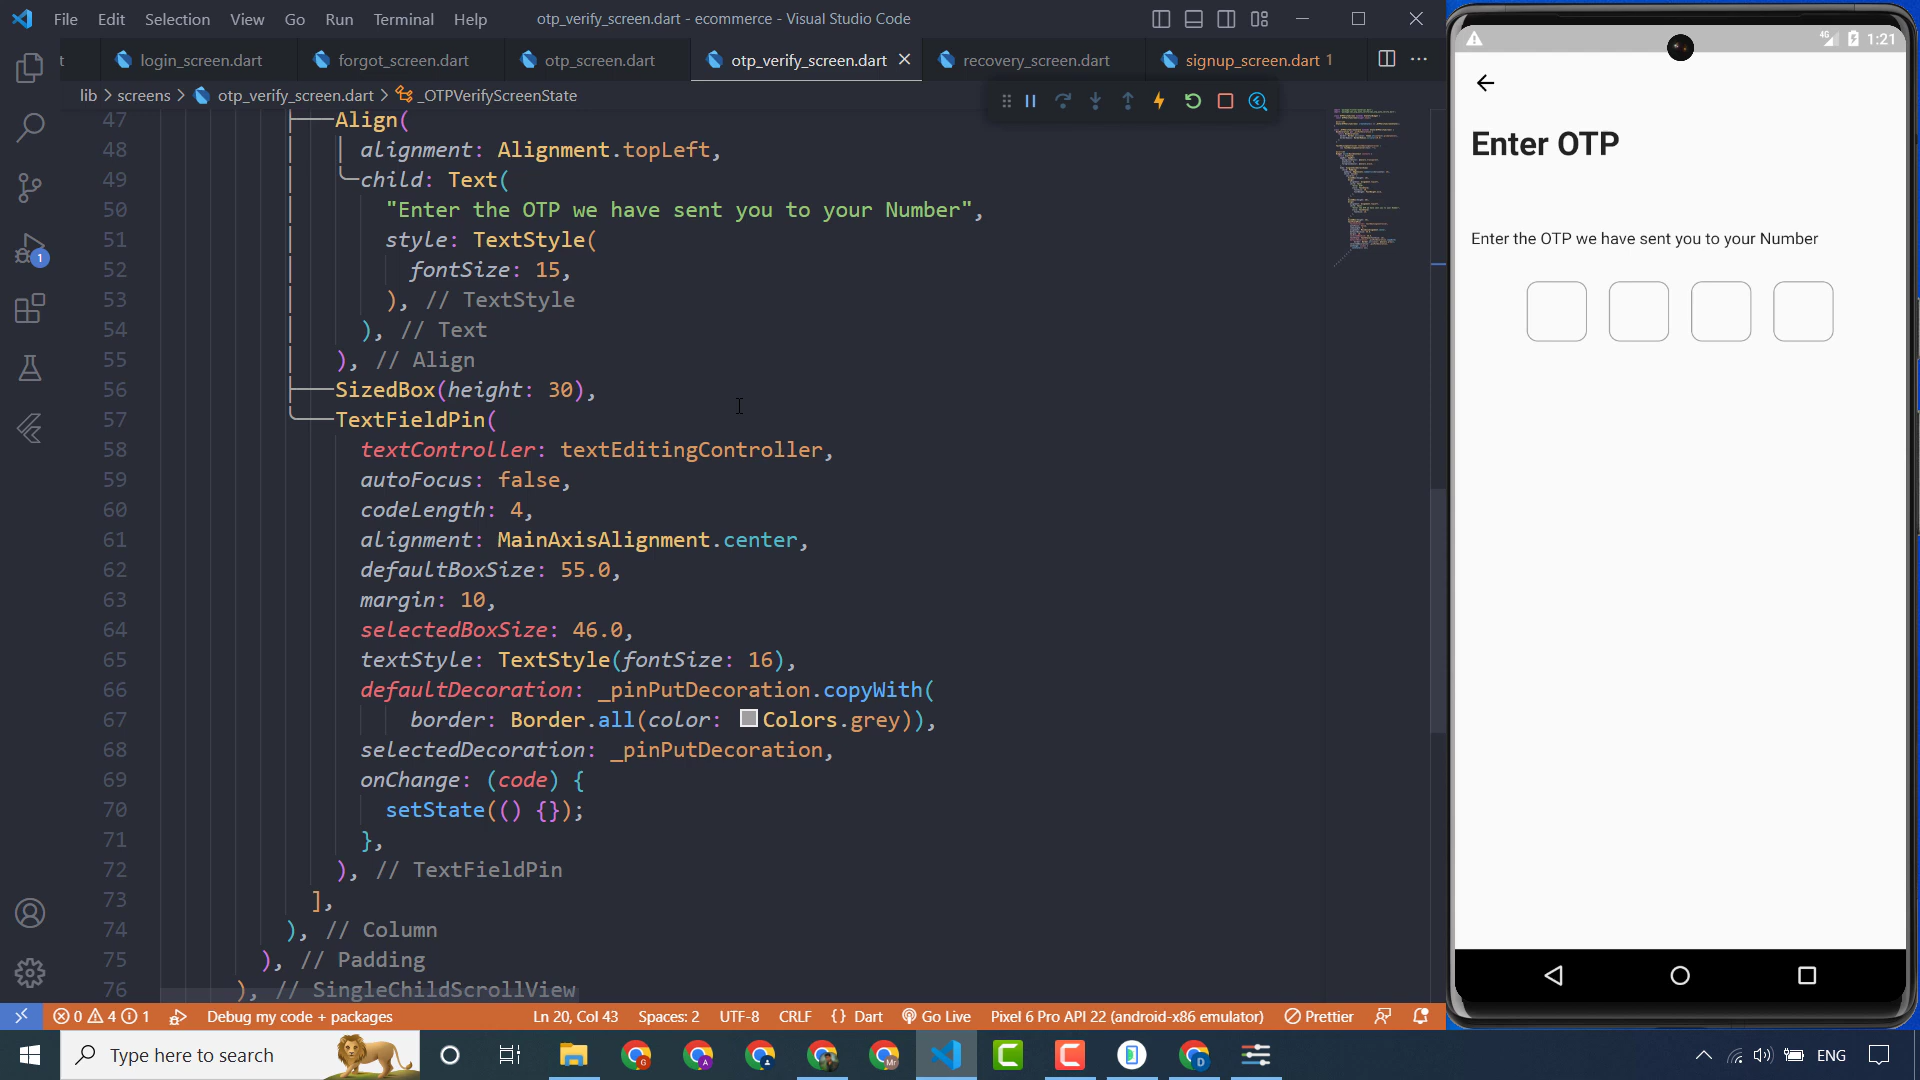 File Edit Selection View Go Run Terminal Help otp_verify_screen.dart - ecommerce - Visual Studio Code
t login_screen.dart forgot_screen.dart otp_screen.dart otp_verify_screen.dart recovery_screen.dart signup_screen.dart 1
lib > screens > otp_verify_screen.dart > _OTPVerifyScreenState
47 Align(
48 alignment: Alignment.topLeft,
49 child: Text(
50 "Enter the OTP we have sent you to your Number",
51 style: TextStyle(
52 fontSize: 15,
53 ), // TextStyle
54 ), // Text
55 ), // Align
56 SizedBox(height: 30),
57 TextFieldPin(
58 textController: textEditingController,
59 autoFocus: false,
60 codeLength: 4,
61 alignment: MainAxisAlignment.center,
62 defaultBoxSize: 55.0,
63 margin: 10,
64 selectedBoxSize: 46.0,
65 textStyle: TextStyle(fontSize: 16),
66 defaultDecoration: _pinPutDecoration.copyWith(
67 border: Border.all(color: Colors.grey)),
68 selectedDecoration: _pinPutDecoration,
69 onChange: (code) {
70 setState(() {});
71 },
72 ), // TextFieldPin
73 ],
74 ), // Column
75 ), // Padding
76 ), // SingleChildScrollView
1
0 4 1 Debug my code + packages Ln 20, Col 43 Spaces: 2 UTF-8 CRLF {} Dart Go Live Pixel 6 Pro API 22 (android-x86 emulator) Prettier
Type here to search
ENG
4G 1:21
Enter OTP
Enter the OTP we have sent you to your Number